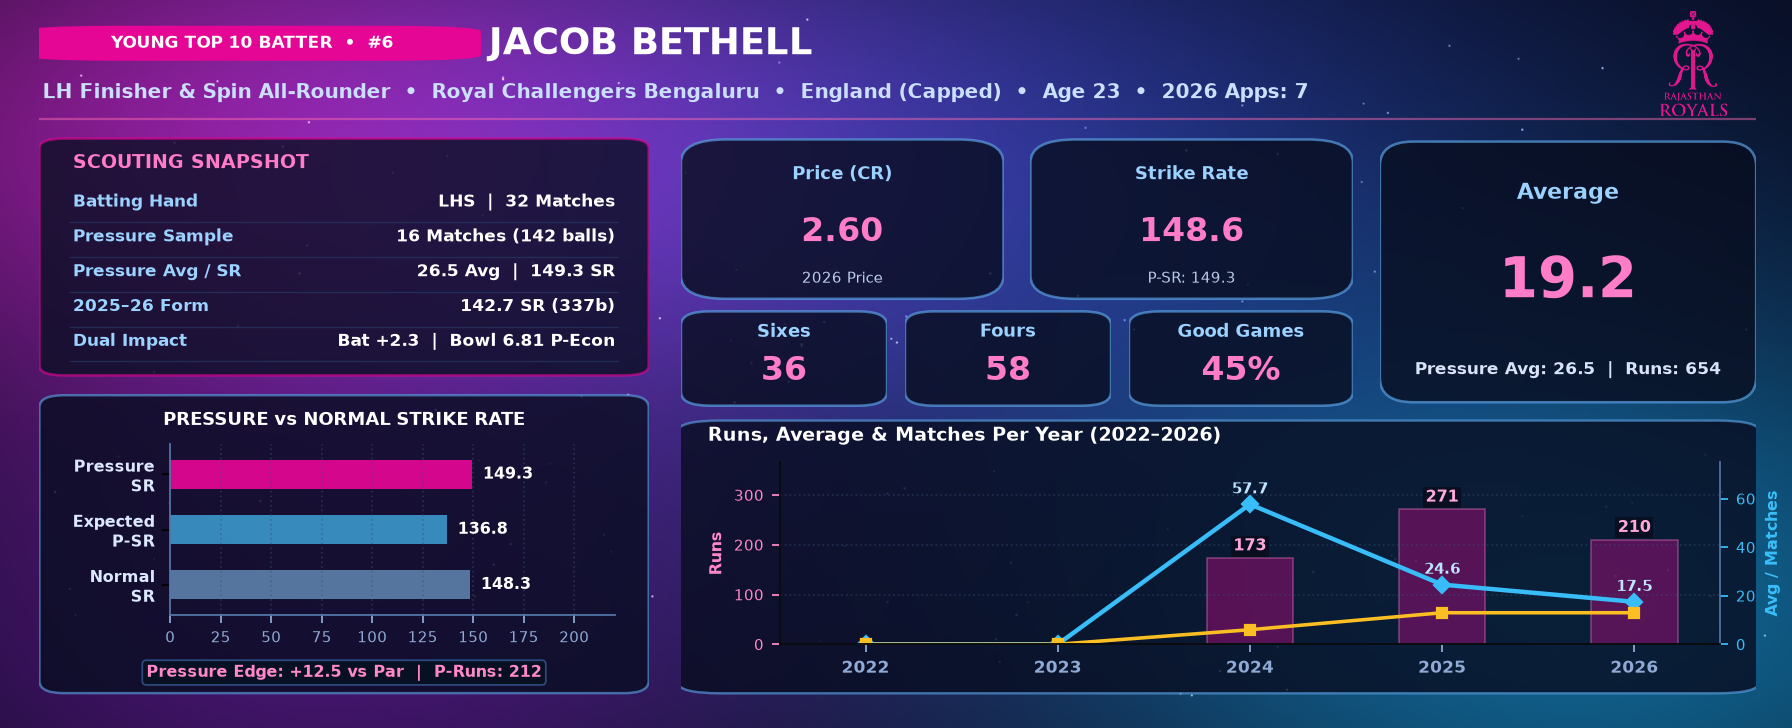 YOUNG TOP 10 BATTER • #6
JACOB BETHELL
LH Finisher & Spin All-Rounder • Royal Challengers Bengaluru • England (Capped) • Age 23 • 2026 Apps: 7
RAJASTHAN
ROYALS
SCOUTING SNAPSHOT
Batting Hand LHS | 32 Matches
Pressure Sample 16 Matches (142 balls)
Pressure Avg / SR 26.5 Avg | 149.3 SR
2025–26 Form 142.7 SR (337b)
Dual Impact Bat +2.3 | Bowl 6.81 P-Econ
Price (CR)
2.60
2026 Price
Strike Rate
148.6
P-SR: 149.3
Average
19.2
Pressure Avg: 26.5 | Runs: 654
Sixes
36
Fours
58
Good Games
45%
PRESSURE vs NORMAL STRIKE RATE
Pressure
SR
149.3
Expected
P-SR
136.8
Normal
SR
148.3
0 25 50 75 100 125 150 175 200
Pressure Edge: +12.5 vs Par | P-Runs: 212
Runs, Average & Matches Per Year (2022–2026)
Runs
300
200
100
0
57.7
173
271
24.6
210
17.5
60
40
20
0
Avg / Matches
2022 2023 2024 2025 2026